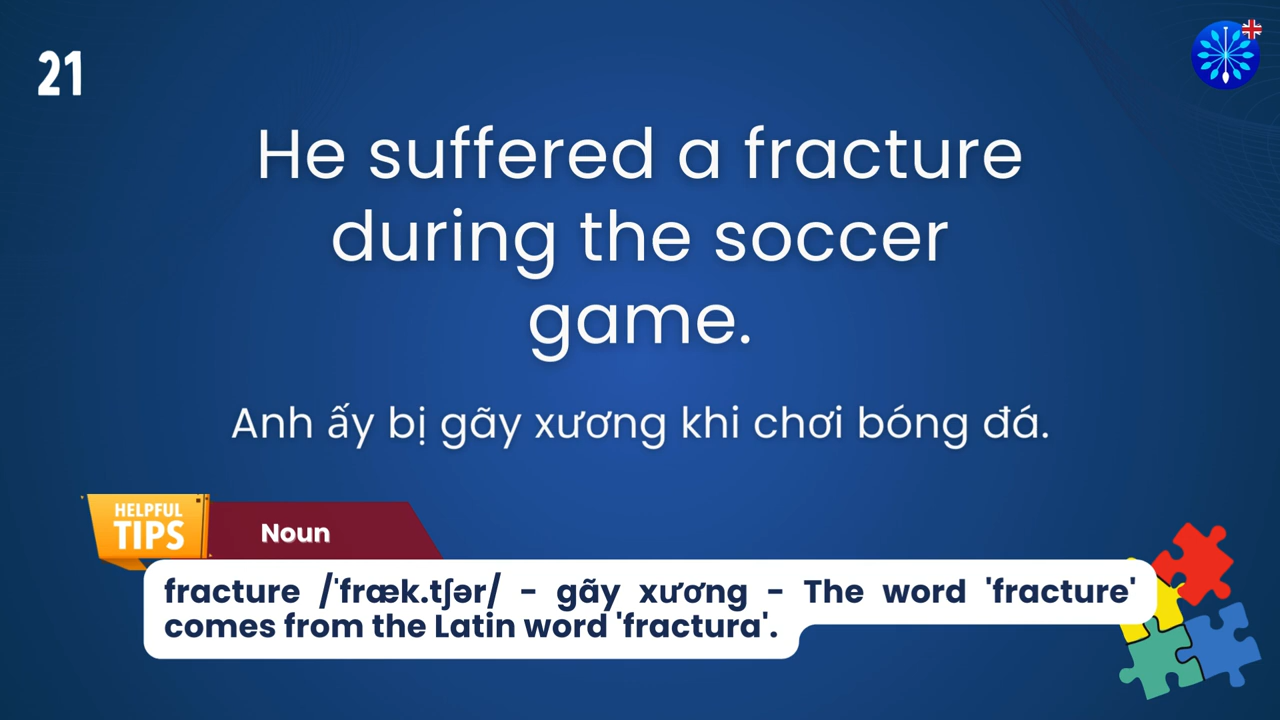 21
He suffered a fracture
during the soccer
game.
Anh ấy bị gãy xương khi chơi bóng đá.
HELPFUL
TIPS
Noun
fracture /ˈfræk.tʃər/ - gãy xương - The word 'fracture'
comes from the Latin word 'fractura'.